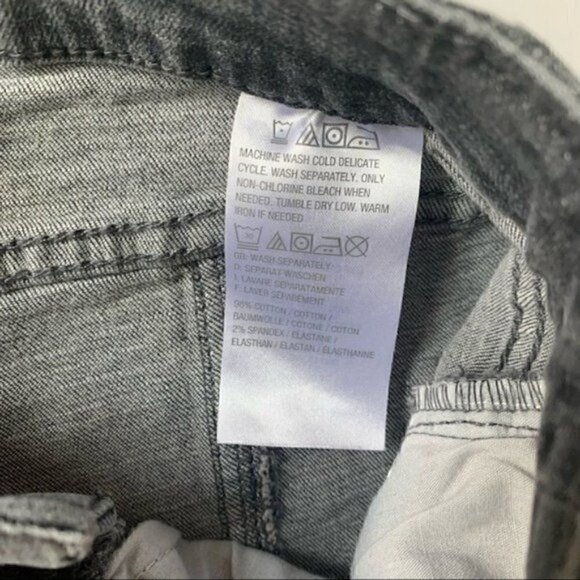 MACHINE WASH COLD DELICATE
CYCLE. WASH SEPARATELY. ONLY
NON-CHLORINE BLEACH WHEN
NEEDED. TUMBLE DRY LOW. WARM
IRON IF NEEDED
GB: WASH SEPARATELY
D: SEPARAT WASCHEN
I: LAVARE SEPARATAMENTE
F: LAVER SÉPARÉMENT
98% COTTON / COTTON /
BAUMWOLLE / COTONE / COTON
2% SPANDEX / ELASTANE /
ELASTHAN / ELASTAN / ELASTHANNE